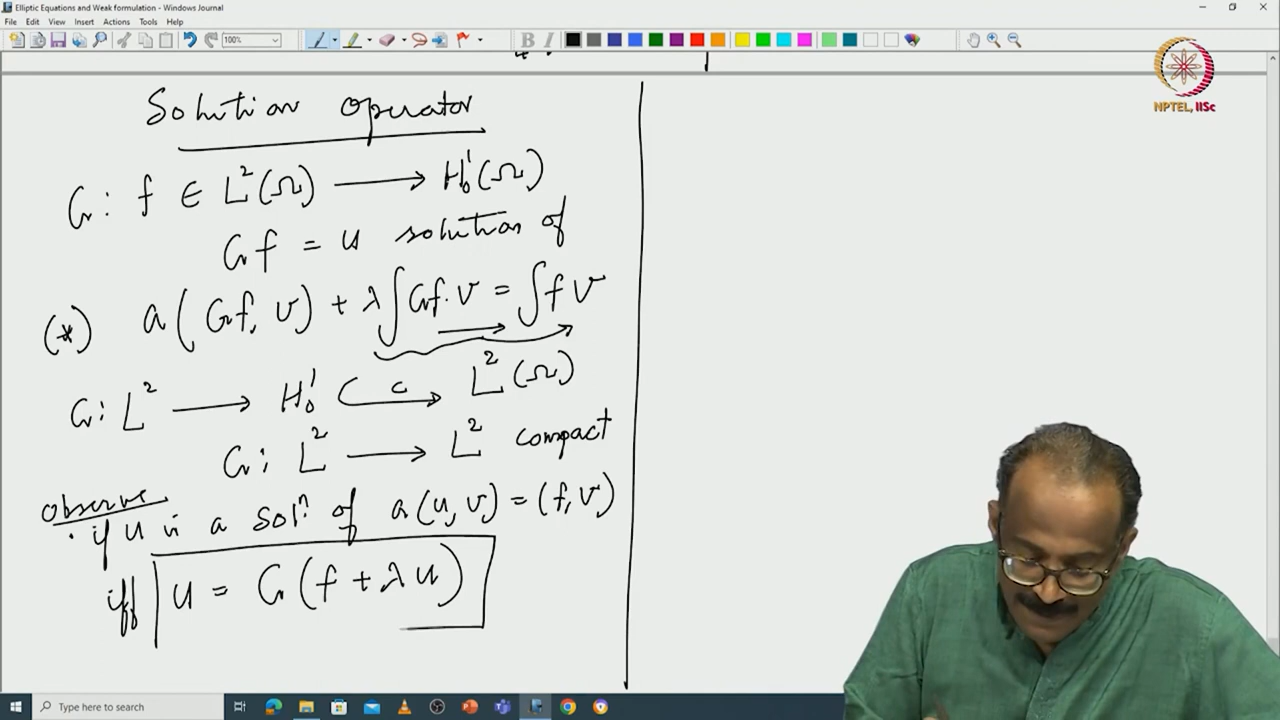 Elliptic Equations and Weak formulation - Windows Journal
File Edit View Insert Actions Tools Help
100%
B I
NPTEL, IISc
Solution operator
G: f ∈ L²(Ω) ⟶ H₀¹(Ω)
Gf = u solution of
(*) a(Gf, v) + λ∫Gf·v = ∫f v
G: L² ⟶ H₀¹ ⊂ᶜ⟶ L²(Ω)
G: L² ⟶ L² compact
Observe
· if u is a solⁿ of a(u, v) = (f, v)
iff u = G(f + λu)
Type here to search